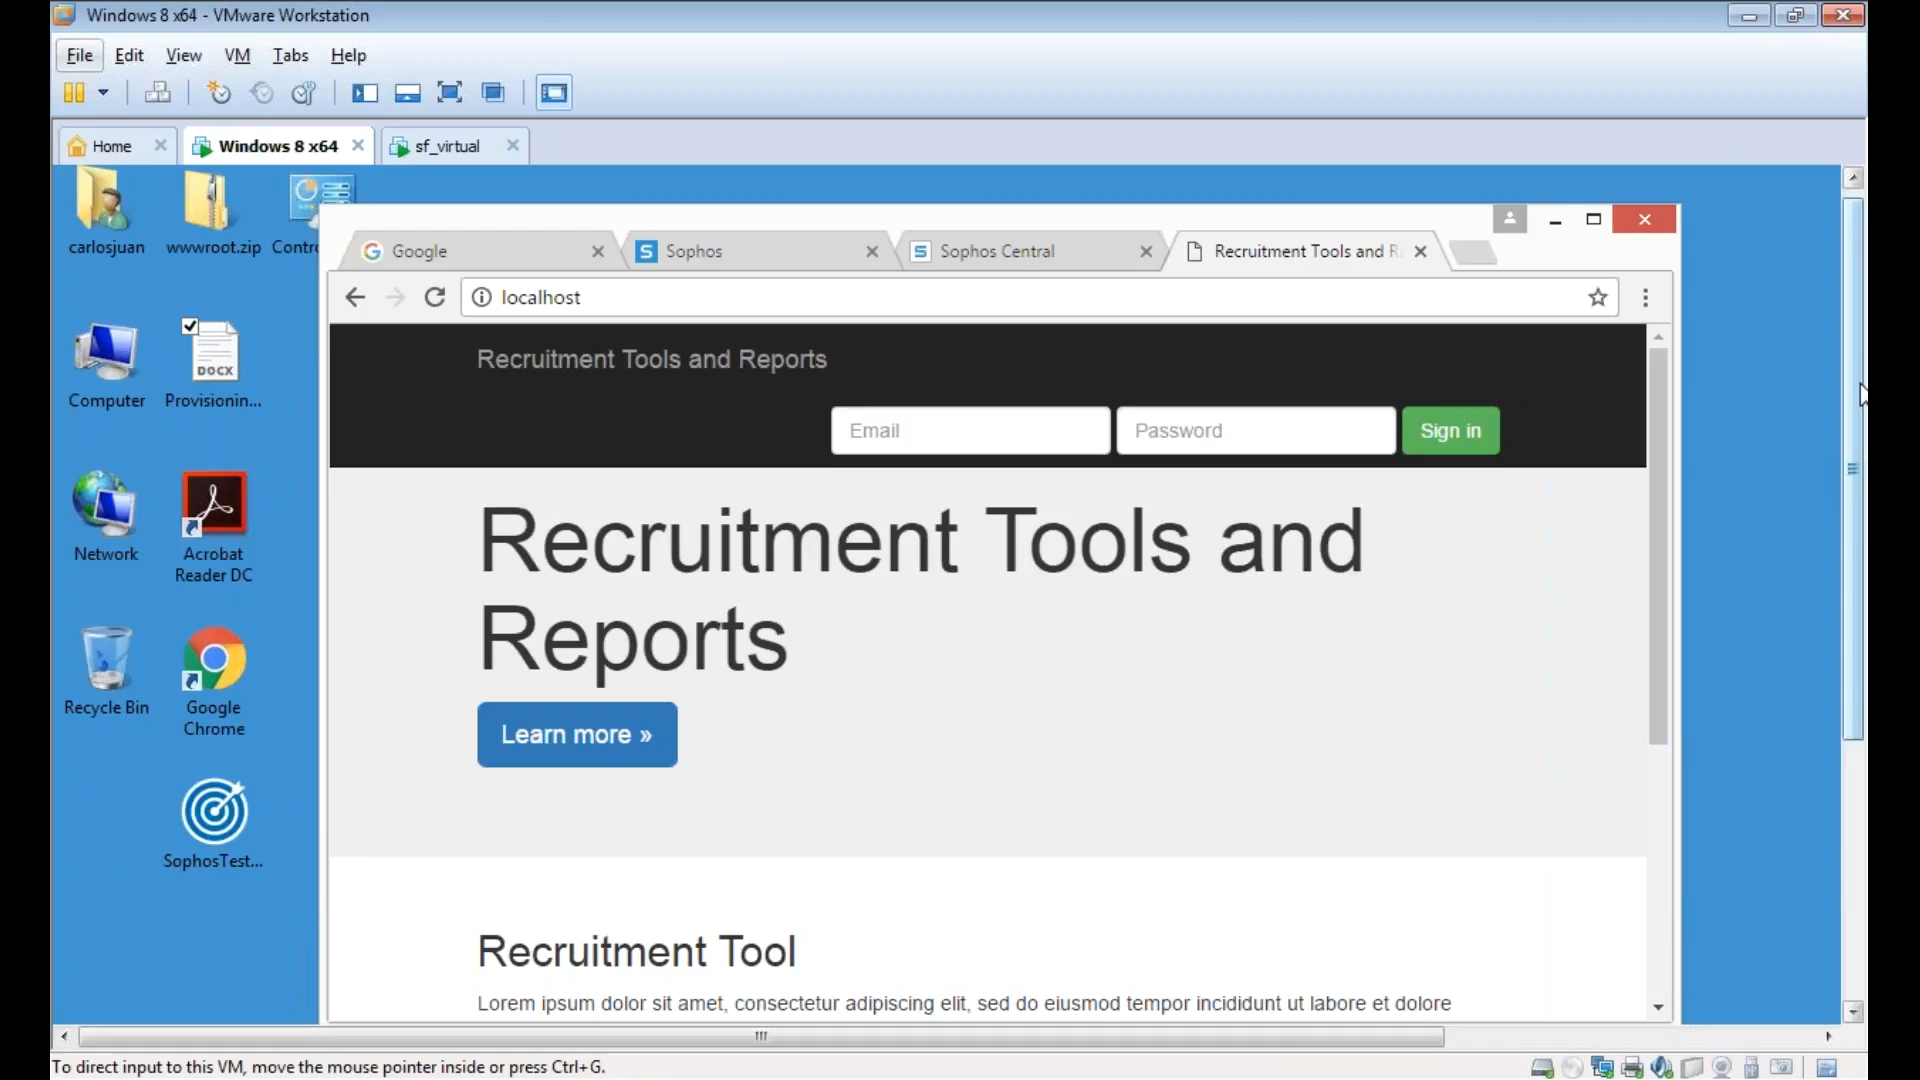 Windows 8 x64 - VMware Workstation
File Edit View VM Tabs Help
Home Windows 8 x64 sf_virtual
carlosjuan wwwroot.zip Contro
Google Sophos Sophos Central Recruitment Tools and R
localhost
Recruitment Tools and Reports
Email Password Sign in
Computer Provisionin...
DOCX
Recruitment Tools and
Reports
Network Acrobat
Reader DC
Recycle Bin Google
Chrome
Learn more »
SophosTest...
Recruitment Tool
Lorem ipsum dolor sit amet, consectetur adipiscing elit, sed do eiusmod tempor incididunt ut labore et dolore
To direct input to this VM, move the mouse pointer inside or press Ctrl+G.